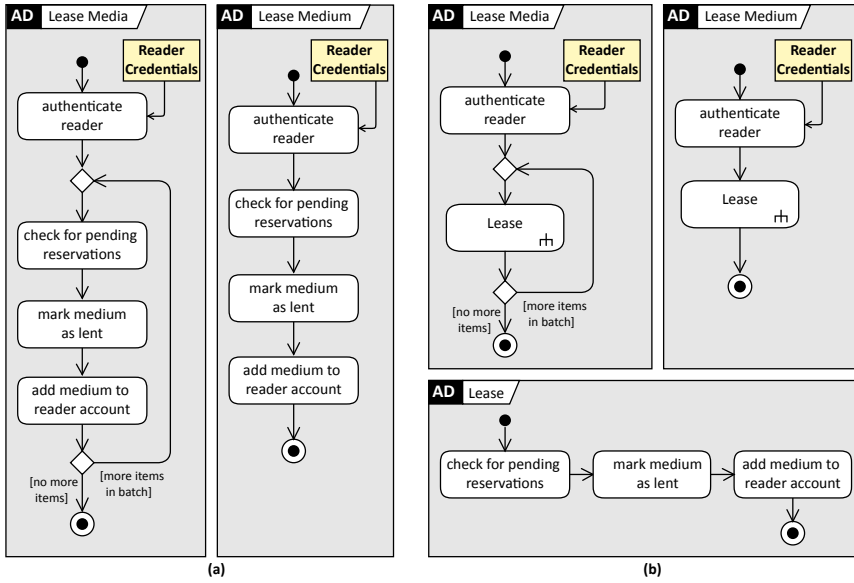 AD Lease Media
Reader
Credentials
authenticate
reader
check for pending
reservations
mark medium
as lent
add medium to
reader account
[no more
items]
[more items
in batch]
AD Lease Medium
Reader
Credentials
authenticate
reader
check for pending
reservations
mark medium
as lent
add medium to
reader account
(a)
AD Lease Media
Reader
Credentials
authenticate
reader
Lease
[no more
items]
[more items
in batch]
AD Lease Medium
Reader
Credentials
authenticate
reader
Lease
AD Lease
check for pending
reservations
mark medium
as lent
add medium to
reader account
(b)